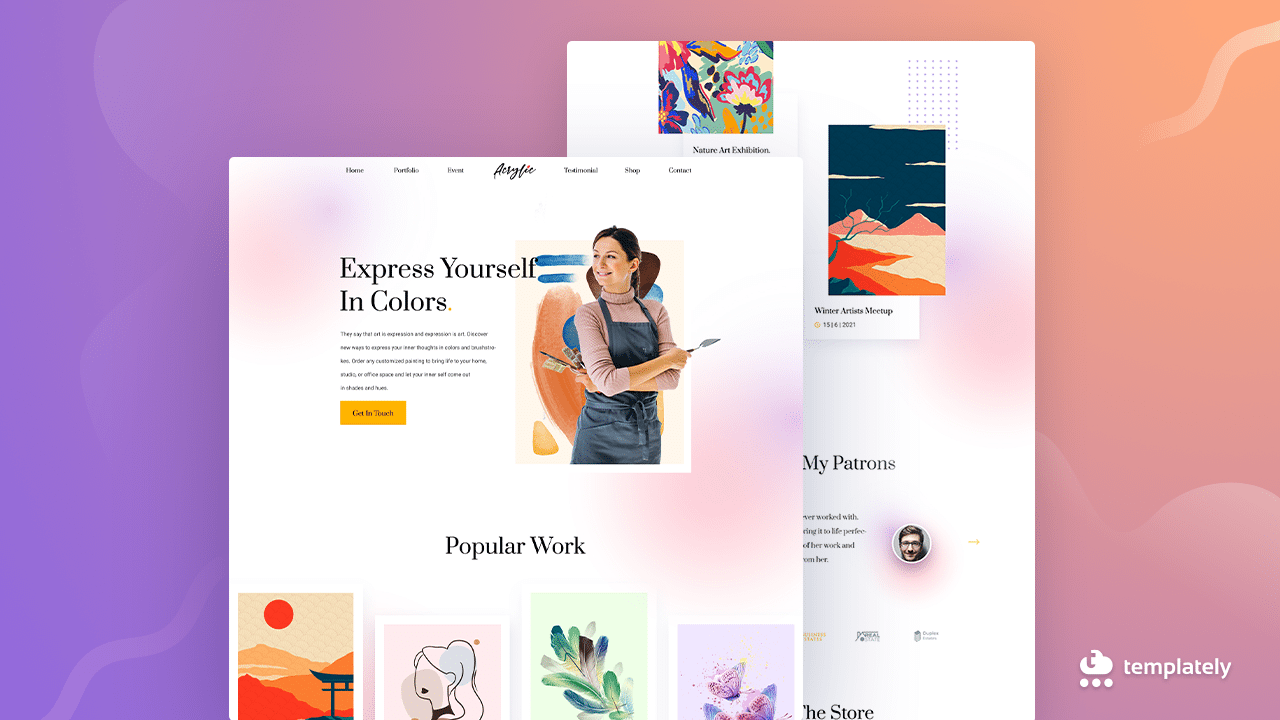 Nature Art Exhibition.
Home Portfolio Event Acrylic Testimonial Shop Contact
Express Yourself
In Colors.
They say that art is expression and expression is art. Discover
new ways to express your inner thoughts in colors and brushstro-
kes. Order any customized painting to bring life to your home,
studio, or office space and let your inner self come out
in shades and hues.
Get In Touch
Winter Artists Meetup
15 | 6 | 2021
My Patrons
ever worked with.
ring it to life perfec-
of her work and
rom her.
Popular Work
The Store
templately